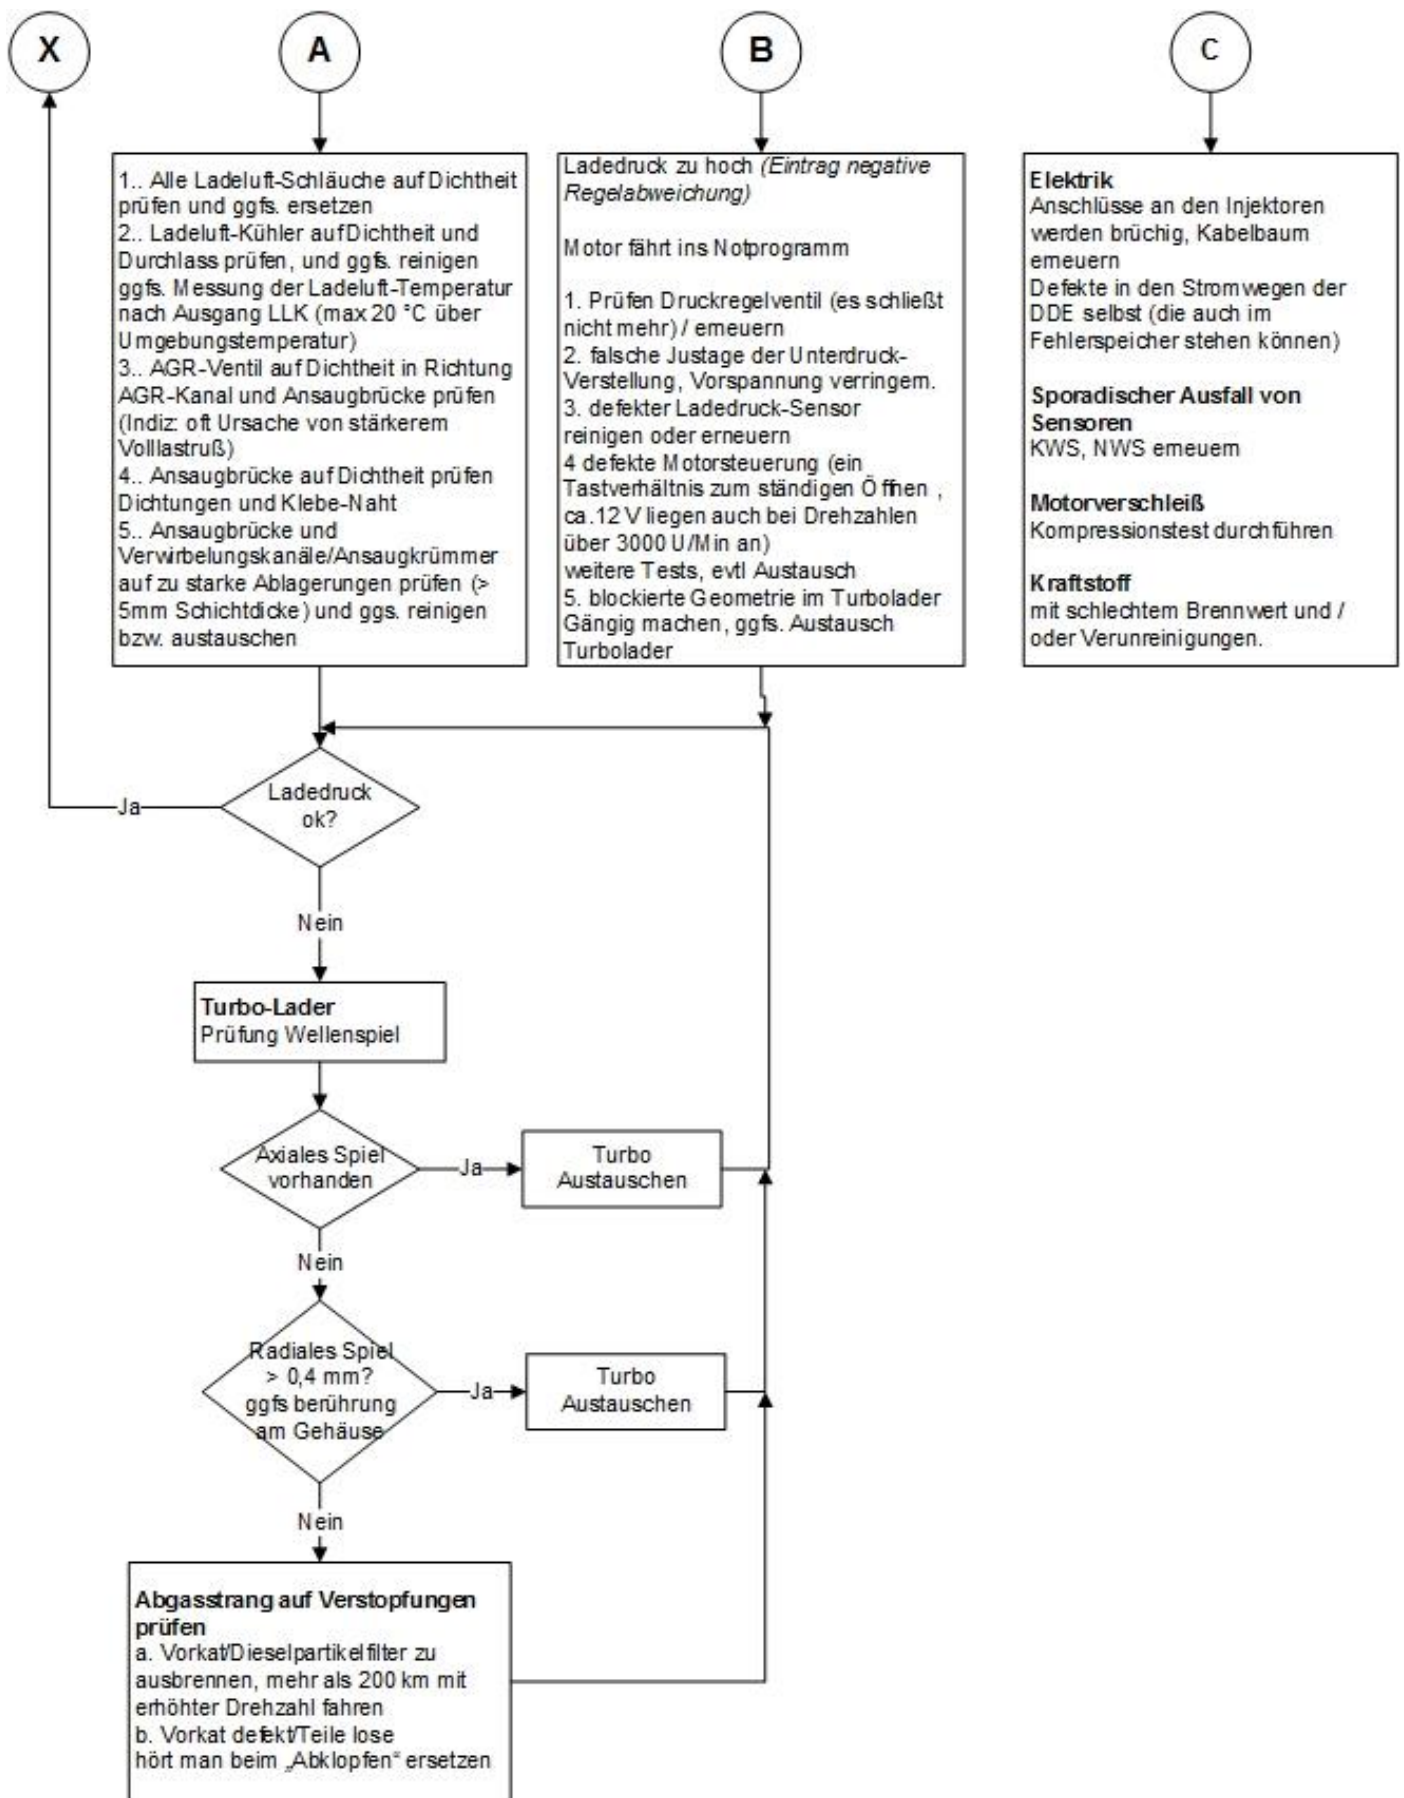 X
A
B
C
1.. Alle Ladeluft-Schläuche auf Dichtheit
prüfen und ggfs. ersetzen
2.. Ladeluft-Kühler auf Dichtheit und
Durchlass prüfen, und ggfs. reinigen
ggfs. Messung der Ladeluft-Temperatur
nach Ausgang LLK (max 20 °C über
Umgebungstemperatur)
3.. AGR-Ventil auf Dichtheit in Richtung
AGR-Kanal und Ansaugbrücke prüfen
(Indiz: oft Ursache von stärkerem
Volllastruß)
4.. Ansaugbrücke auf Dichtheit prüfen
Dichtungen und Klebe-Naht
5.. Ansaugbrücke und
Verwirbelungskanäle/Ansaugkrümmer
auf zu starke Ablagerungen prüfen (>
5mm Schichtdicke) und ggs. reinigen
bzw. austauschen
Ladedruck zu hoch (Eintrag negative
Regelabweichung)
Motor fährt ins Notprogramm
1. Prüfen Druckregelventil (es schließt
nicht mehr) / erneuern
2. falsche Justage der Unterdruck-
Verstellung, Vorspannung verringern.
3. defekter Ladedruck-Sensor
reinigen oder erneuern
4 defekte Motorsteuerung (ein
Tastverhältnis zum ständigen Öffnen ,
ca.12 V liegen auch bei Drehzahlen
über 3000 U/Min an)
weitere Tests, evtl Austausch
5. blockierte Geometrie im Turbolader
Gängig machen, ggfs. Austausch
Turbolader
Elektrik
Anschlüsse an den Injektoren
werden brüchig, Kabelbaum
erneuern
Defekte in den Stromwegen der
DDE selbst (die auch im
Fehlerspeicher stehen können)
Sporadischer Ausfall von
Sensoren
KWS, NWS erneuern
Motorverschleiß
Kompressionstest durchführen
Kraftstoff
mit schlechtem Brennwert und /
oder Verunreinigungen.
Ladedruck
ok?
Ja
Nein
Turbo-Lader
Prüfung Wellenspiel
Axiales Spiel
vorhanden
Ja
Turbo
Austauschen
Nein
Radiales Spiel
> 0,4 mm?
ggfs berührung
am Gehäuse
Ja
Turbo
Austauschen
Nein
Abgasstrang auf Verstopfungen
prüfen
a. Vorkat/Dieselpartikelfilter zu
ausbrennen, mehr als 200 km mit
erhöhter Drehzahl fahren
b. Vorkat defekt/Teile lose
hört man beim „Abklopfen“ ersetzen